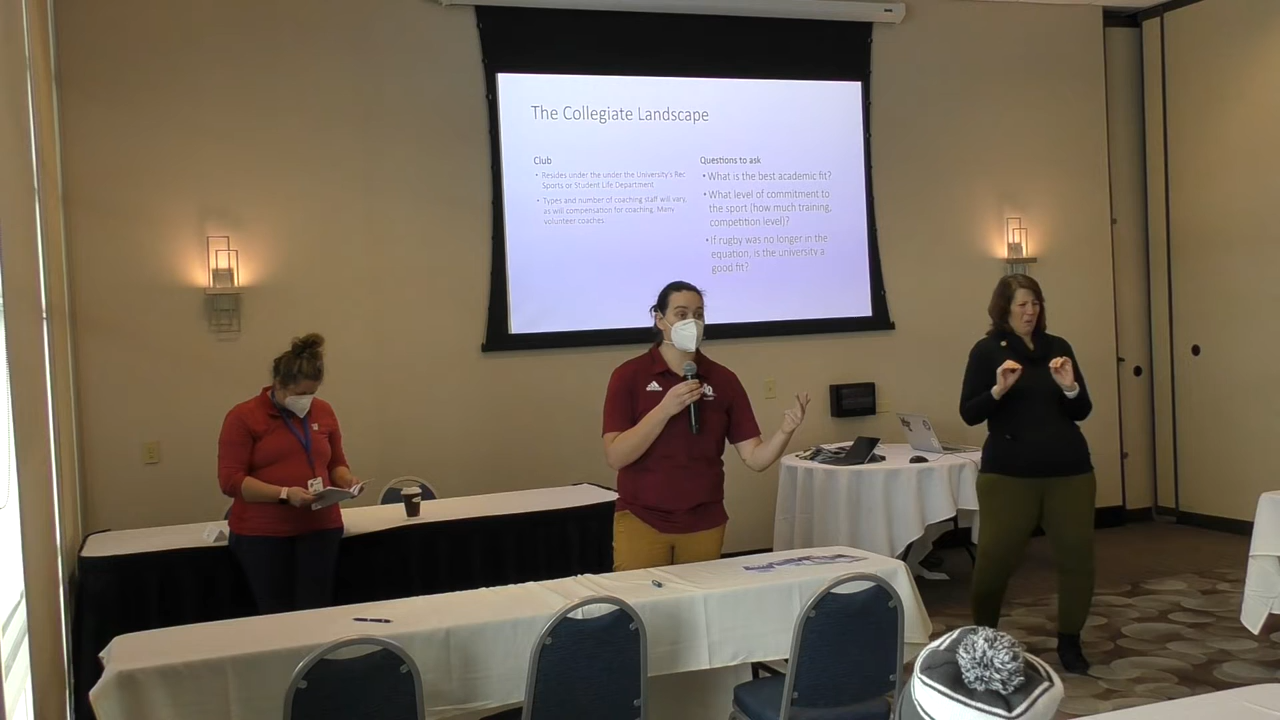 The Collegiate Landscape
Club
• Resides under the under the University's Rec
Sports or Student Life Department
• Types and number of coaching staff will vary,
as will compensation for coaching. Many
volunteer coaches.
Questions to ask
• What is the best academic fit?
• What level of commitment to
the sport (how much training,
competition level)?
• If rugby was no longer in the
equation, is the university a
good fit?